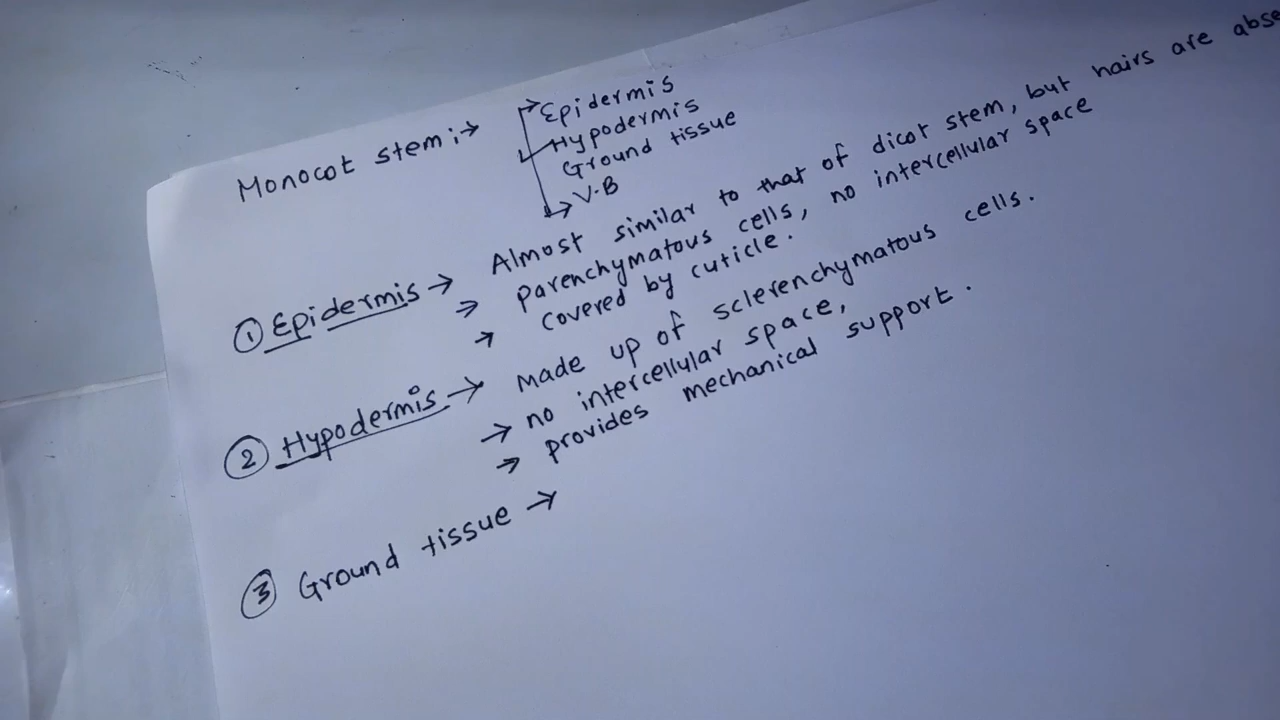 Monocot stem :→
→Epidermis
→Hypodermis
Ground tissue
→ V.B
① Epidermis → Almost similar to that of dicot stem, but hairs are
→ parenchymatous cells, no intercellular space
→ covered by cuticle.
② Hypodermis → Made up of sclerenchymatous cells.
→ no intercellular space,
→ provides mechanical support.
③ Ground tissue →